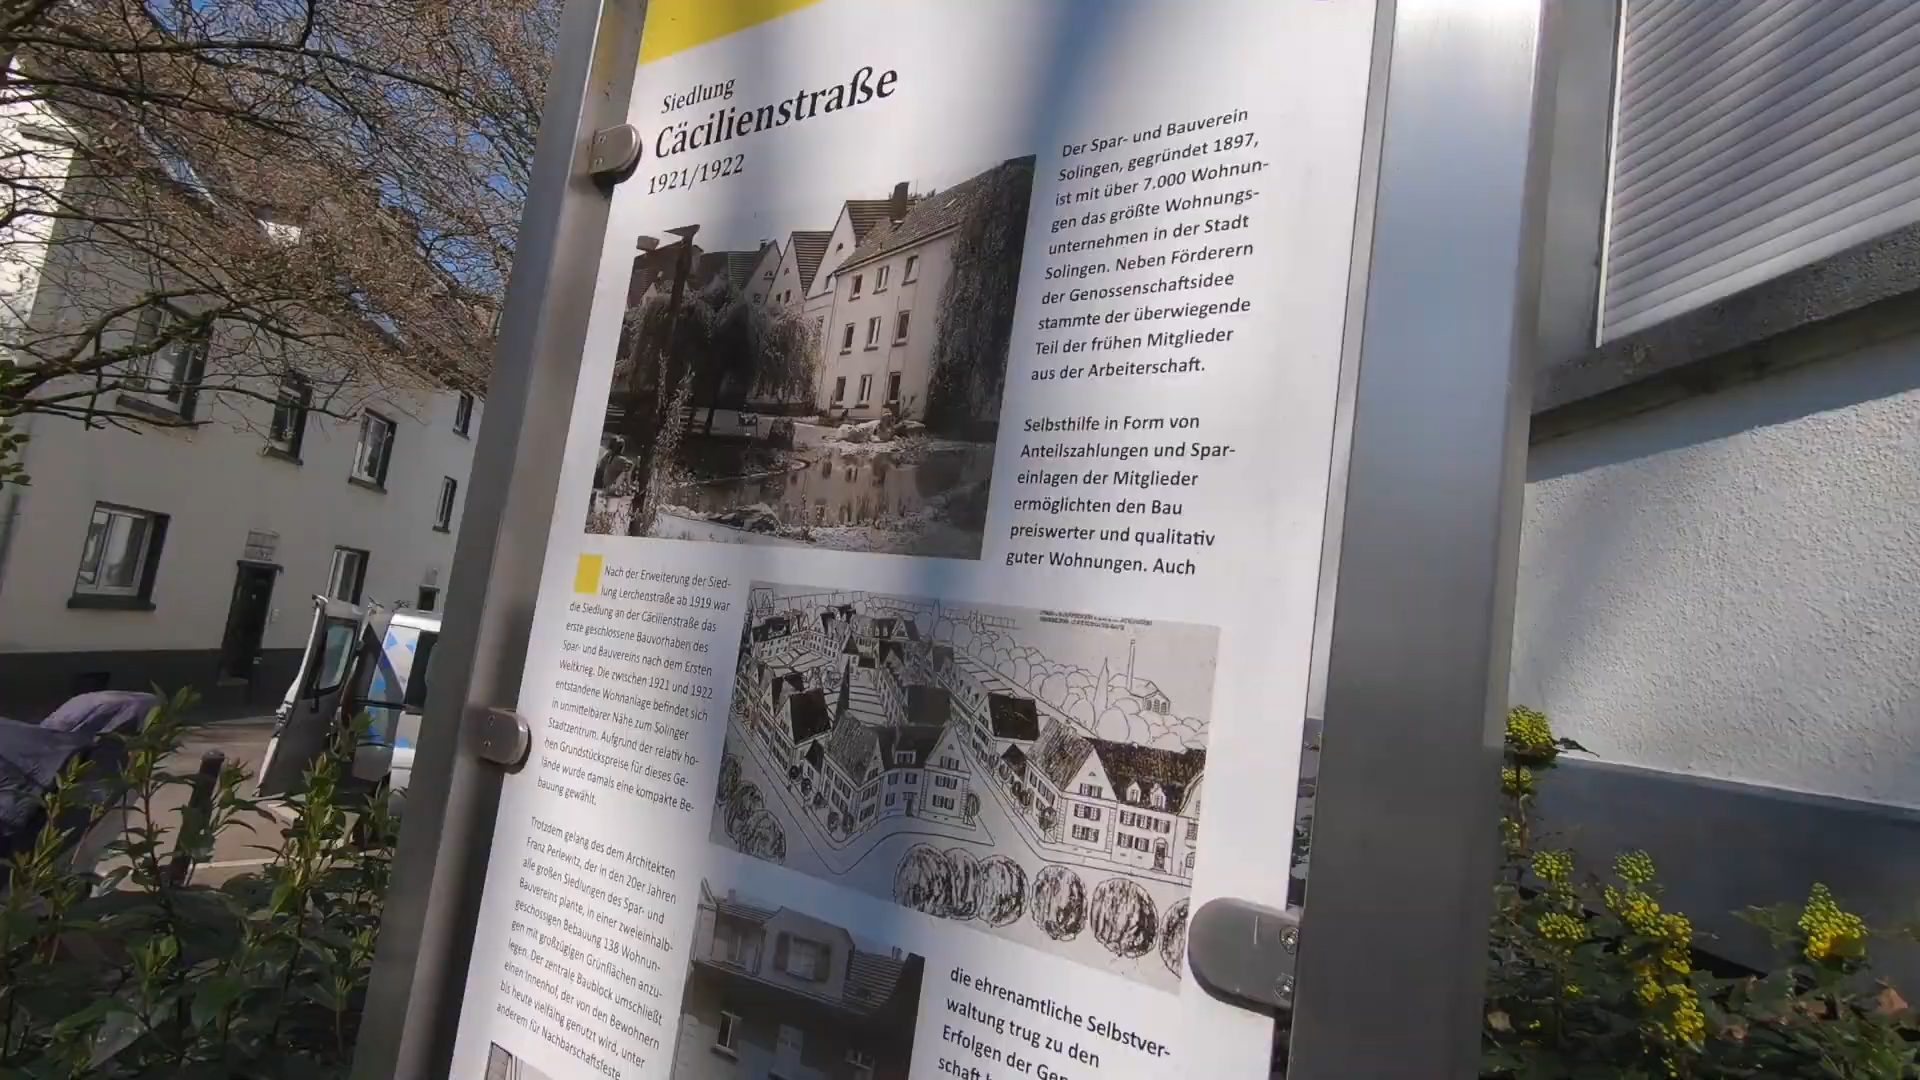 Siedlung
Cäcilienstraße
1921/1922
Der Spar- und Bauverein
Solingen, gegründet 1897,
ist mit über 7.000 Wohnun-
gen das größte Wohnungs-
unternehmen in der Stadt
Solingen. Neben Förderern
der Genossenschaftsidee
stammte der überwiegende
Teil der frühen Mitglieder
aus der Arbeiterschaft.
Selbsthilfe in Form von
Anteilszahlungen und Spar-
einlagen der Mitglieder
ermöglichten den Bau
preiswerter und qualitativ
guter Wohnungen. Auch
die ehrenamtliche Selbstver-
waltung trug zu den
Erfolgen der
schaft
Nach der Erweiterung der Sied-
lung Lerchenstraße ab 1919 war
die Siedlung an der Cäcilienstraße das
erste geschlossene Bauvorhaben des
Spar- und Bauvereins nach dem Ersten
Weltkrieg. Die zwischen 1921 und 1922
entstandene Wohnanlage befindet sich
in unmittelbarer Nähe zum Solinger
Stadtzentrum. Aufgrund der relativ ho-
hen Grundstückspreise für dieses Ge-
lände wurde damals eine kompakte Be-
bauung gewählt.
Trotzdem gelang des dem Architekten
Franz Perlewitz, der in den 20er Jahren
alle großen Siedlungen des Spar- und
Bauvereins plante, in einer zweieinhalb-
geschossigen Bebauung 138 Wohnun-
gen mit großzügigen Grünflächen anzu-
legen. Der zentrale Baublock umschließt
einen Innenhof, der von den Bewohnern
bis heute vielfältig genutzt wird, unter
anderem für Nachbarschaftsfeste